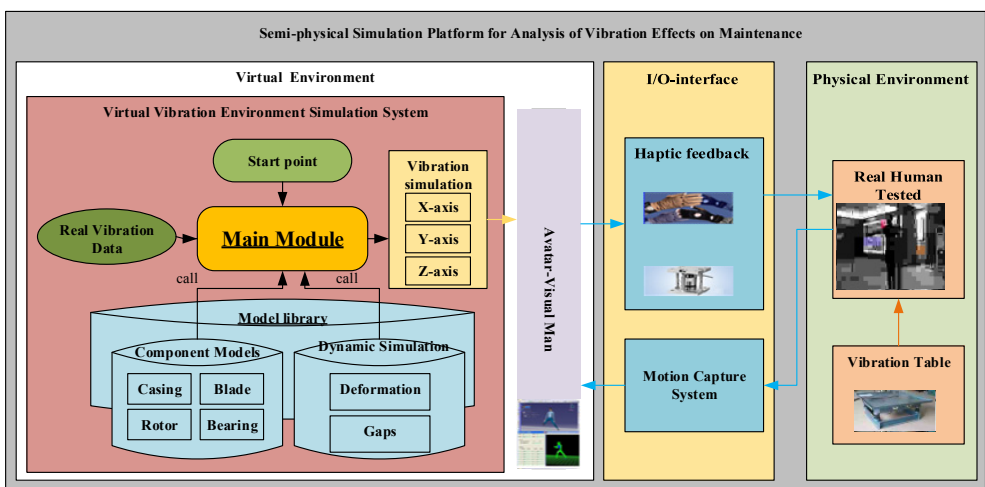 Semi-physical Simulation Platform for Analysis of Vibration Effects on Maintenance
Virtual Environment
Virtual Vibration Environment Simulation System
Start point
Real Vibration
Data
Main Module
Vibration
simulation
X-axis
Y-axis
Z-axis
call
call
Model library
Component Models
Casing
Blade
Rotor
Bearing
Dynamic Simulation
Deformation
Gaps
Avatar-Visual Man
I/O-interface
Haptic feedback
Motion Capture
System
Physical Environment
Real Human
Tested
Vibration Table